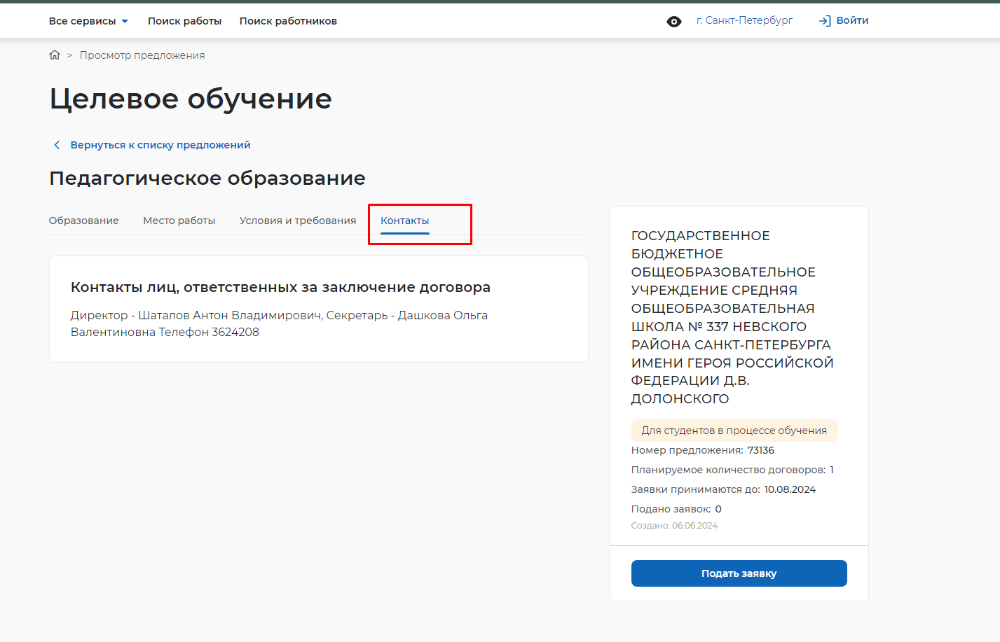 Все сервисы Поиск работы Поиск работников г. Санкт-Петербург Войти
> Просмотр предложения
Целевое обучение
Вернуться к списку предложений
Педагогическое образование
Образование Место работы Условия и требования Контакты
Контакты лиц, ответственных за заключение договора
Директор - Шаталов Антон Владимирович, Секретарь - Дашкова Ольга
Валентиновна Телефон 3624208
ГОСУДАРСТВЕННОЕ
БЮДЖЕТНОЕ
ОБЩЕОБРАЗОВАТЕЛЬНОЕ
УЧРЕЖДЕНИЕ СРЕДНЯЯ
ОБЩЕОБРАЗОВАТЕЛЬНАЯ
ШКОЛА № 337 НЕВСКОГО
РАЙОНА САНКТ-ПЕТЕРБУРГА
ИМЕНИ ГЕРОЯ РОССИЙСКОЙ
ФЕДЕРАЦИИ Д.В.
ДОЛОНСКОГО
Для студентов в процессе обучения
Номер предложения: 73136
Планируемое количество договоров: 1
Заявки принимаются до: 10.08.2024
Подано заявок: 0
Создано: 06.06.2024
Подать заявку